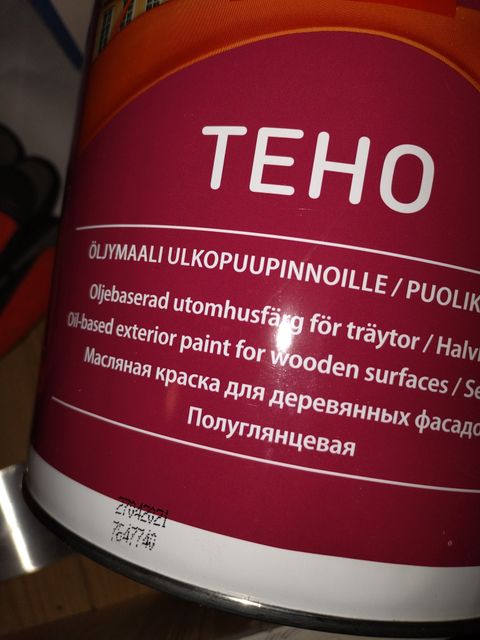 TEHO
ÖLJYMAALI ULKOPUUPINNOILLE / PUOLIK
Oljebaserad utomhusfärg för träytor / Halv
Oil-based exterior paint for wooden surfaces / Se
Масляная краска для деревянных фасадо
Полуглянцевая
27042021
7647740